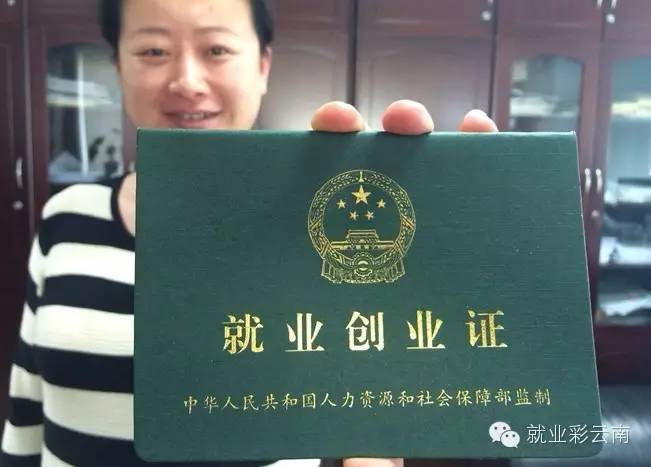 就业创业证
中华人民共和国人力资源和社会保障部监制
就业彩云南